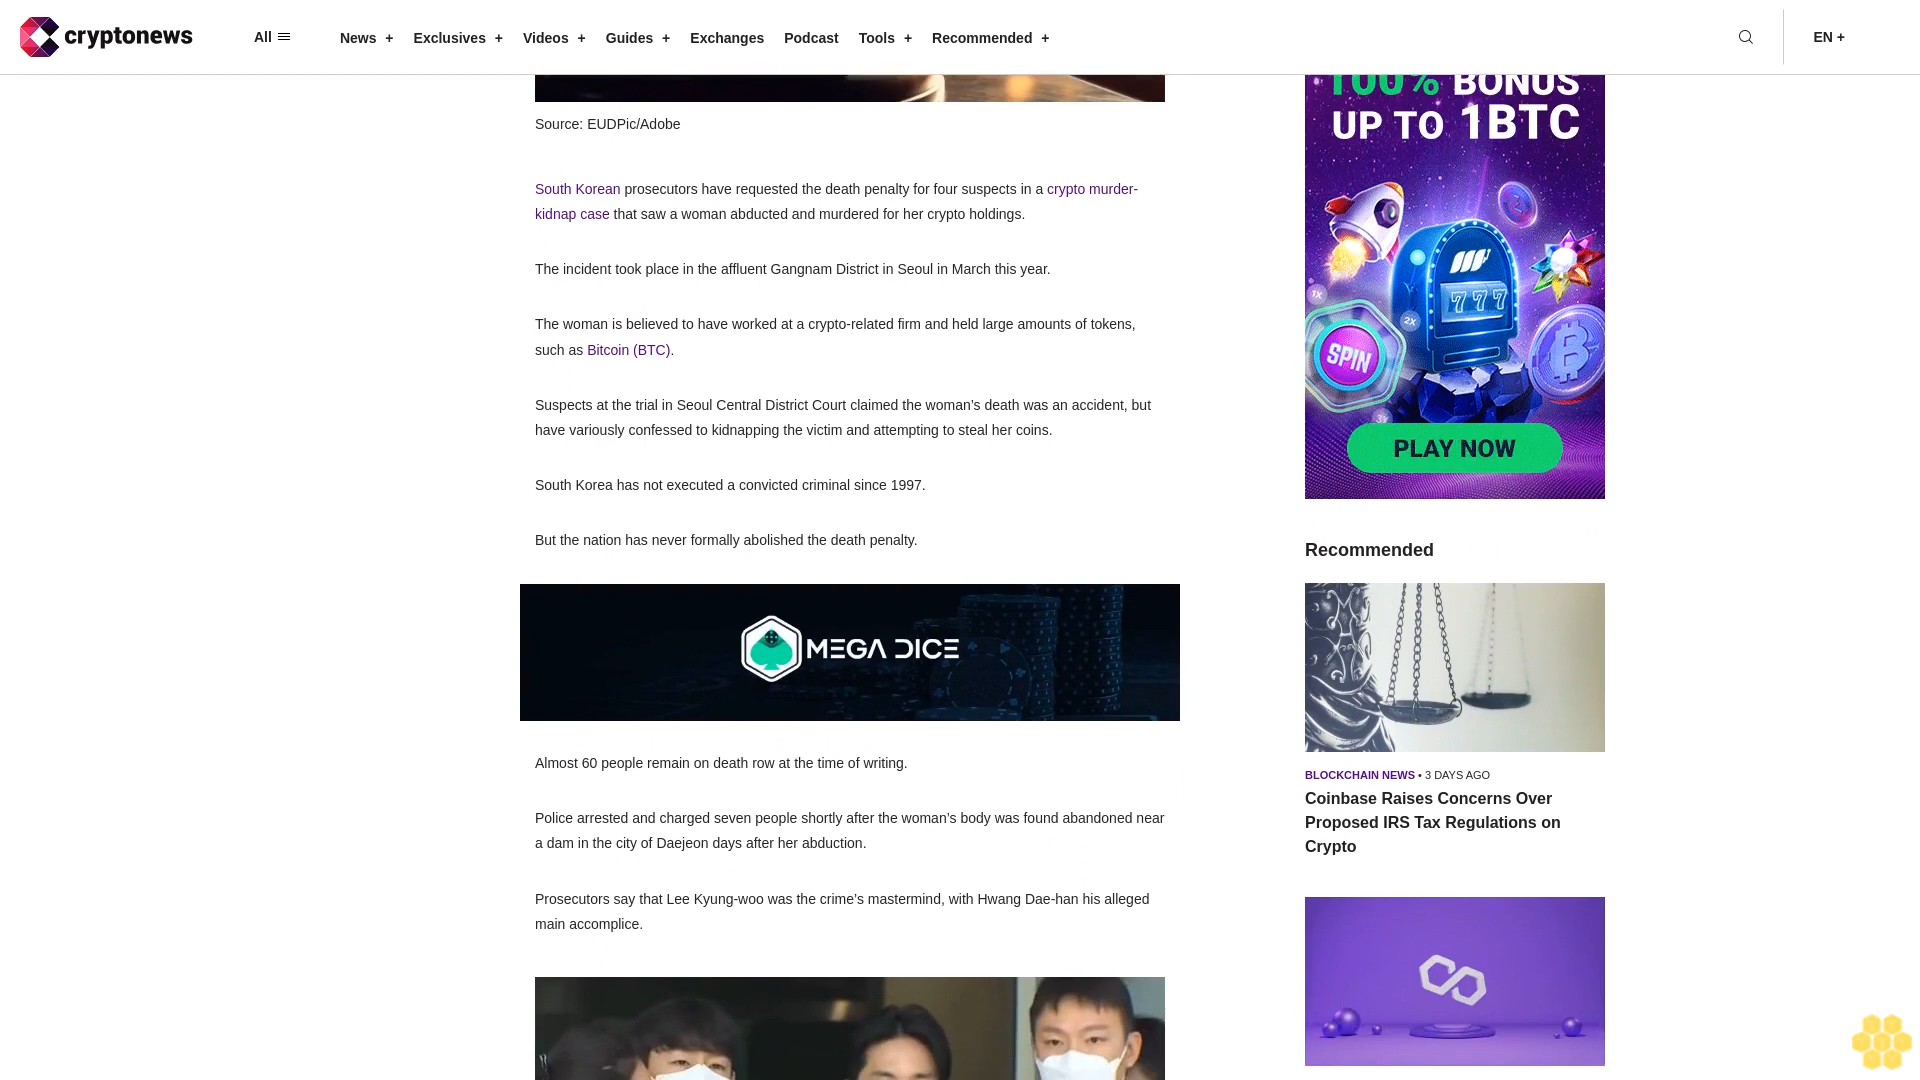 cryptonews
All
News +
Exclusives +
Videos +
Guides +
Exchanges
Podcast
Tools +
Recommended +
EN +
Source: EUDPic/Adobe
South Korean prosecutors have requested the death penalty for four suspects in a crypto murder-
kidnap case that saw a woman abducted and murdered for her crypto holdings.
The incident took place in the affluent Gangnam District in Seoul in March this year.
The woman is believed to have worked at a crypto-related firm and held large amounts of tokens,
such as Bitcoin (BTC).
Suspects at the trial in Seoul Central District Court claimed the woman’s death was an accident, but
have variously confessed to kidnapping the victim and attempting to steal her coins.
South Korea has not executed a convicted criminal since 1997.
But the nation has never formally abolished the death penalty.
MEGA DICE
Almost 60 people remain on death row at the time of writing.
Police arrested and charged seven people shortly after the woman’s body was found abandoned near
a dam in the city of Daejeon days after her abduction.
Prosecutors say that Lee Kyung-woo was the crime’s mastermind, with Hwang Dae-han his alleged
main accomplice.
100% BONUS
UP TO 1BTC
1X
777
2X
SPIN
3X
PLAY NOW
Recommended
BLOCKCHAIN NEWS • 3 DAYS AGO
Coinbase Raises Concerns Over
Proposed IRS Tax Regulations on
Crypto